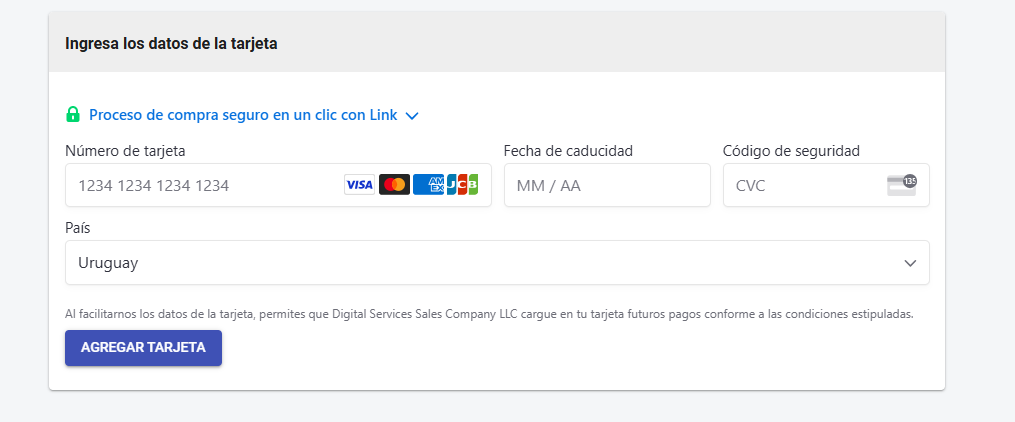 Ingresa los datos de la tarjeta
Proceso de compra seguro en un clic con Link
Número de tarjeta
Fecha de caducidad
Código de seguridad
1234 1234 1234 1234
VISA
AM EX
JCB
MM / AA
CVC
135
País
Uruguay
Al facilitarnos los datos de la tarjeta, permites que Digital Services Sales Company LLC cargue en tu tarjeta futuros pagos conforme a las condiciones estipuladas.
AGREGAR TARJETA